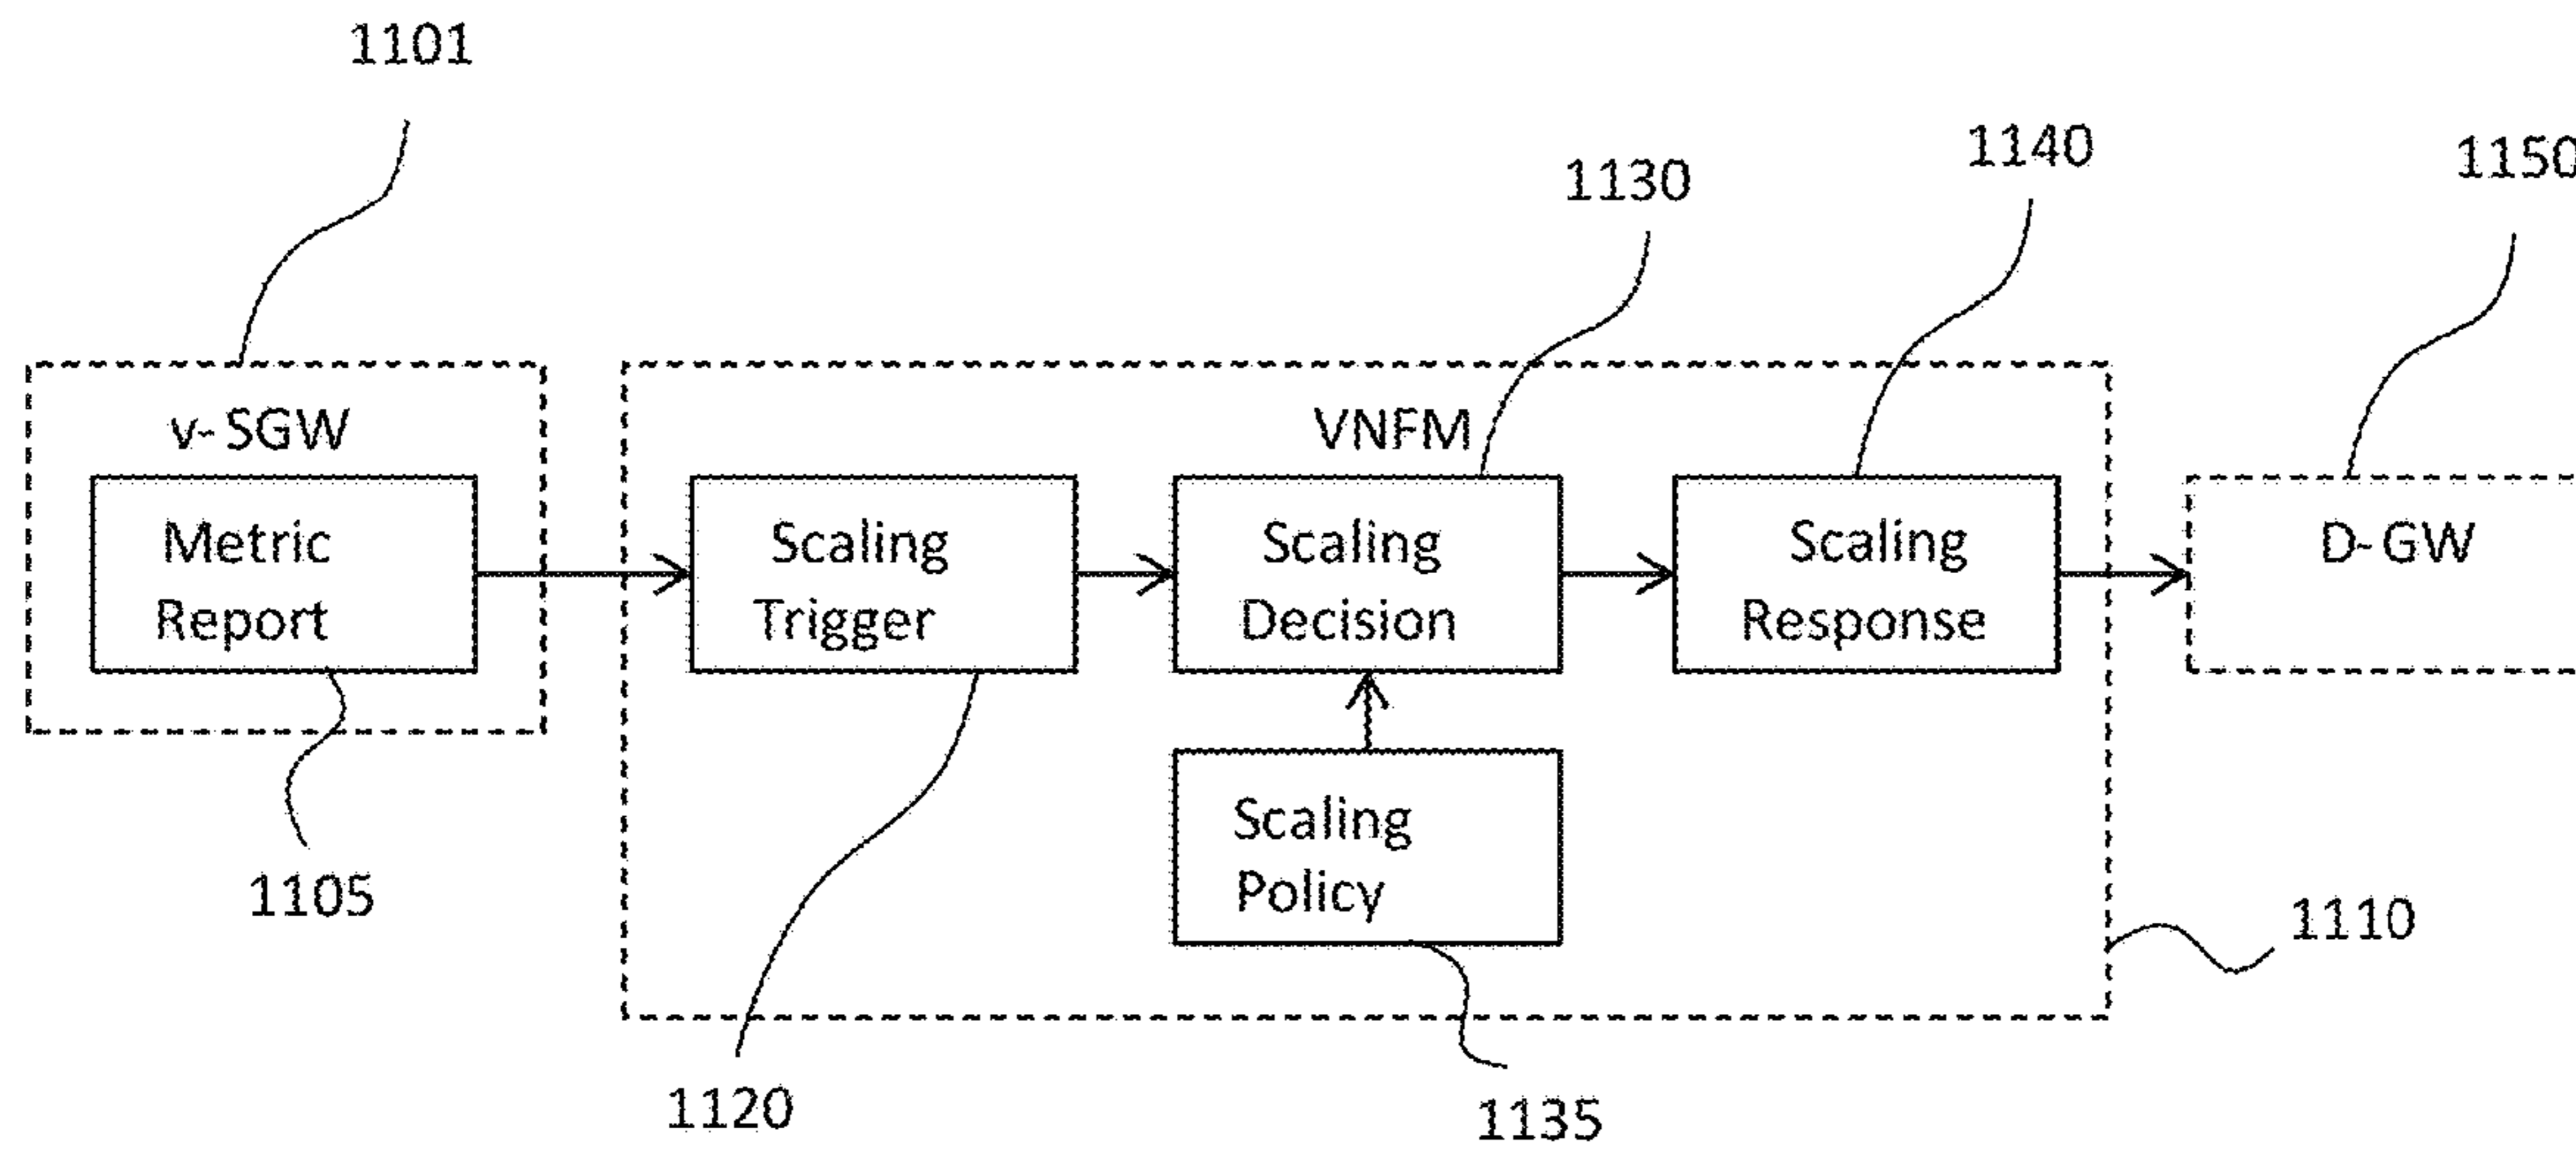 1101
1130
1140
1150
v-SGW
VNFM
Metric
Report
Scaling
Trigger
Scaling
Decision
Scaling
Response
D-GW
Scaling
Policy
1105
1110
1120
1135